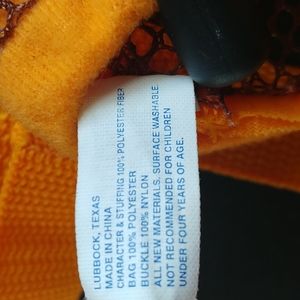 LUBBOCK, TEXAS
MADE IN CHINA
CHARACTER & STUFFING 100% POLYESTER FIBER
BAG 100% POLYESTER
BUCKLE 100% NYLON
ALL NEW MATERIALS. SURFACE WASHABLE.
NOT RECOMMENDED FOR CHILDREN
UNDER FOUR YEARS OF AGE.